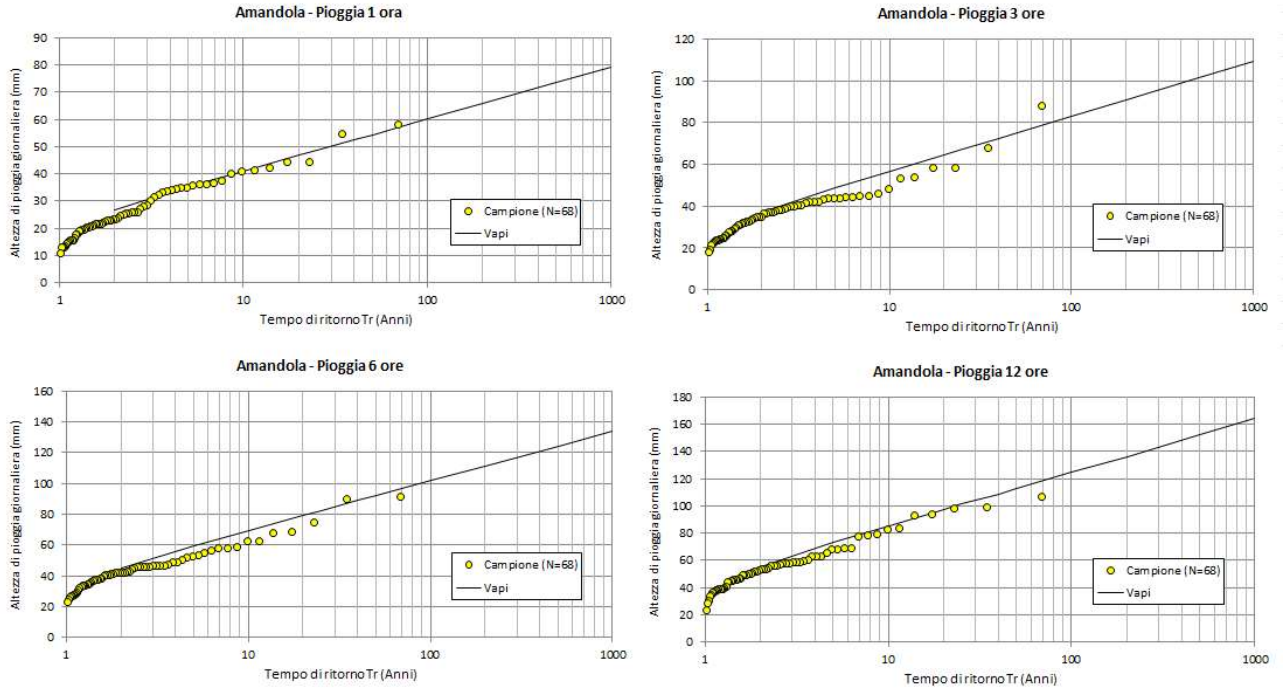 Amandola - Pioggia 1 ora
Altezza di pioggia giornaliera (mm)
90
80
70
60
50
40
30
20
10
0
Campione (N=68)
Vapi
1 10 100 1000
Tempo di ritorno Tr (Anni)
Amandola - Pioggia 3 ore
Altezza di pioggia giornaliera (mm)
120
100
80
60
40
20
0
Campione (N=68)
Vapi
1 10 100 1000
Tempo di ritorno Tr (Anni)
Amandola - Pioggia 6 ore
Altezza di pioggia giornaliera (mm)
160
140
120
100
80
60
40
20
0
Campione (N=68)
Vapi
1 10 100 1000
Tempo di ritorno Tr (Anni)
Amandola - Pioggia 12 ore
Altezza di pioggia giornaliera (mm)
180
160
140
120
100
80
60
40
20
0
Campione (N=68)
Vapi
1 10 100 1000
Tempo di ritorno Tr (Anni)